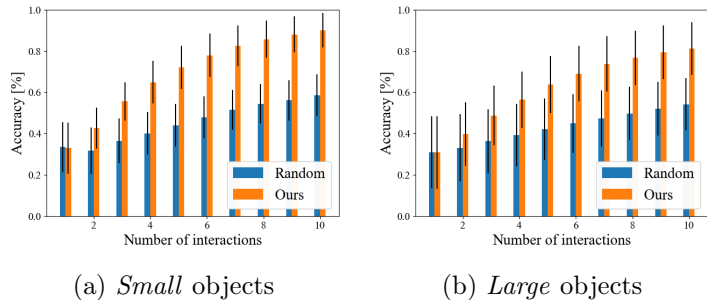 1.0
0.8
0.6
0.4
0.2
0.0
Accuracy [%]
2
4
6
8
10
Number of interactions
Random
Ours
(a) Small objects
1.0
0.8
0.6
0.4
0.2
0.0
Accuracy [%]
2
4
6
8
10
Number of interactions
Random
Ours
(b) Large objects